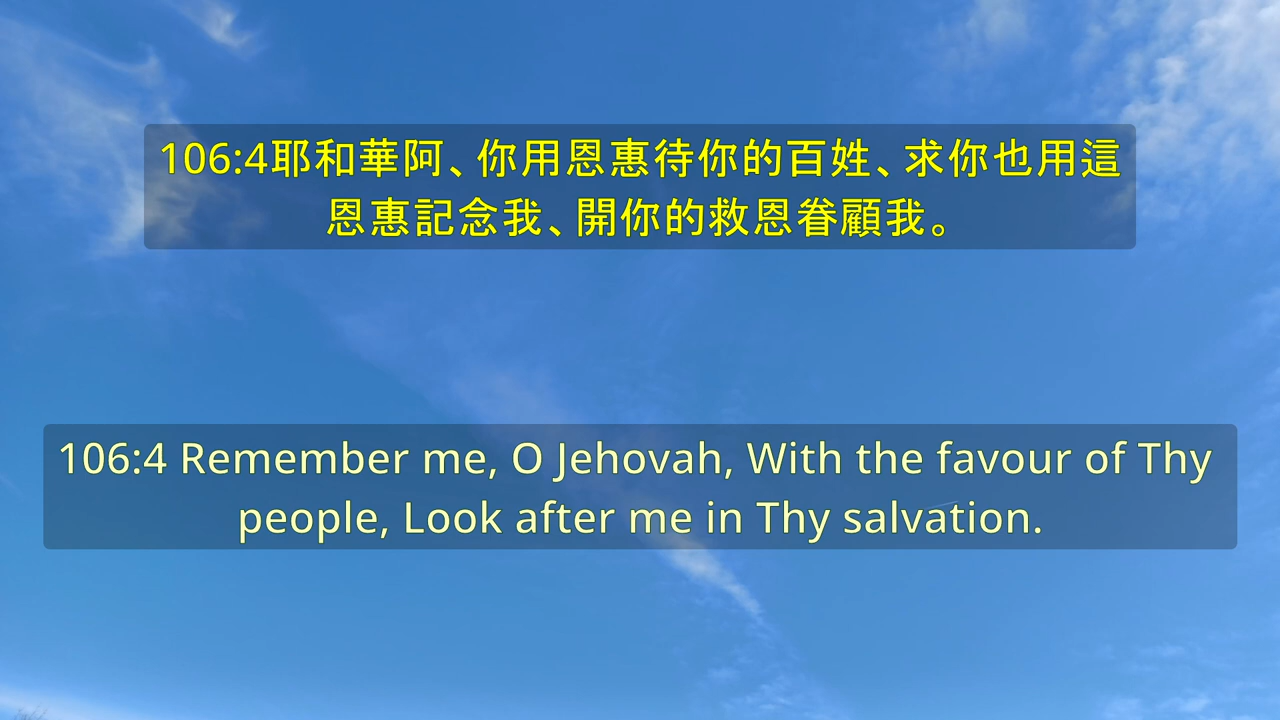 106:4耶和華阿、你用恩惠待你的百姓、求你也用這
恩惠記念我、開你的救恩眷顧我。
106:4 Remember me, O Jehovah, With the favour of Thy
people, Look after me in Thy salvation.